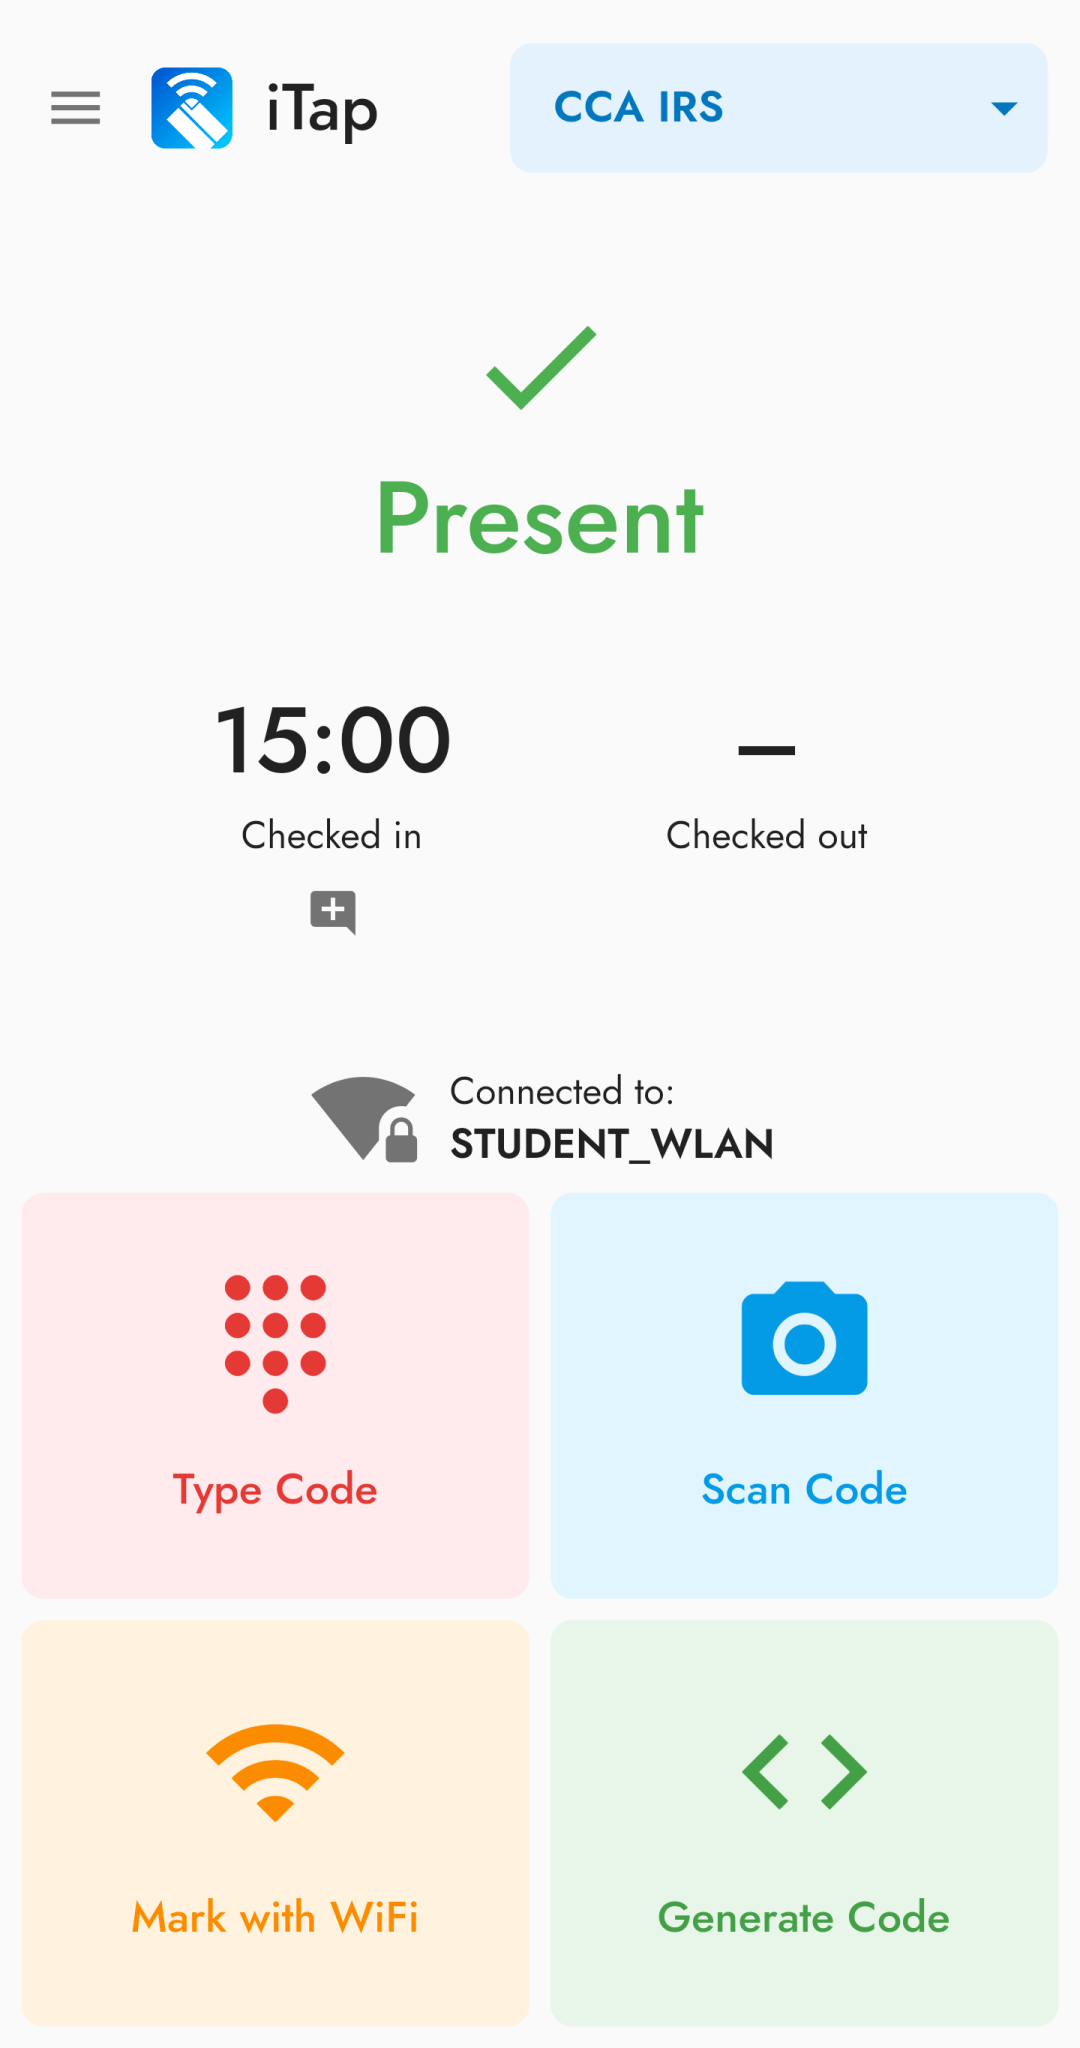 iTap
CCA IRS
Present
15:00
–
Checked in
Checked out
Connected to:
STUDENT_WLAN
Type Code
Scan Code
Mark with WiFi
Generate Code